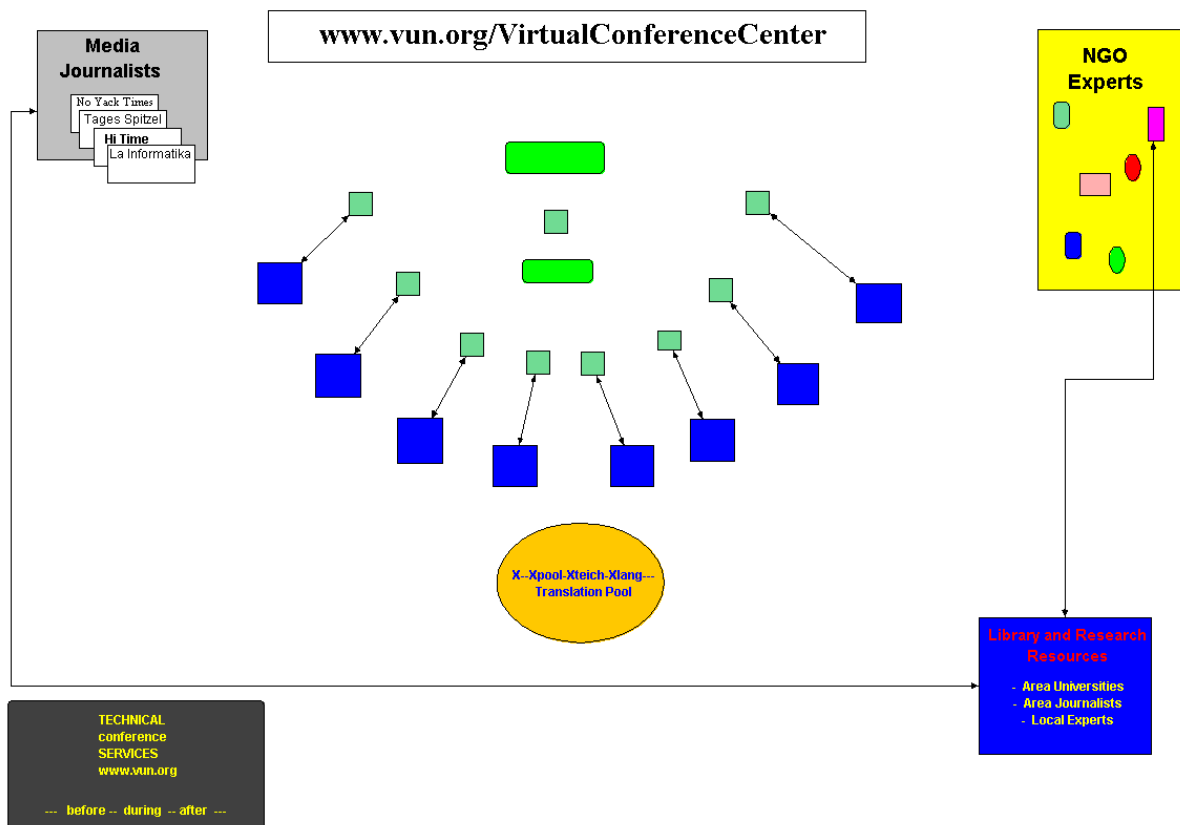 www.vun.org/VirtualConferenceCenter
Media
Journalists
No Yack Times
Tages Spitzel
Hi Time
La Informatika
NGO
Experts
X--Xpool-Xteich-Xlang---
Translation Pool
Library and Research
Resources
- Area Universities
- Area Journalists
- Local Experts
TECHNICAL
conference
SERVICES
www.vun.org
--- before -- during -- after ---